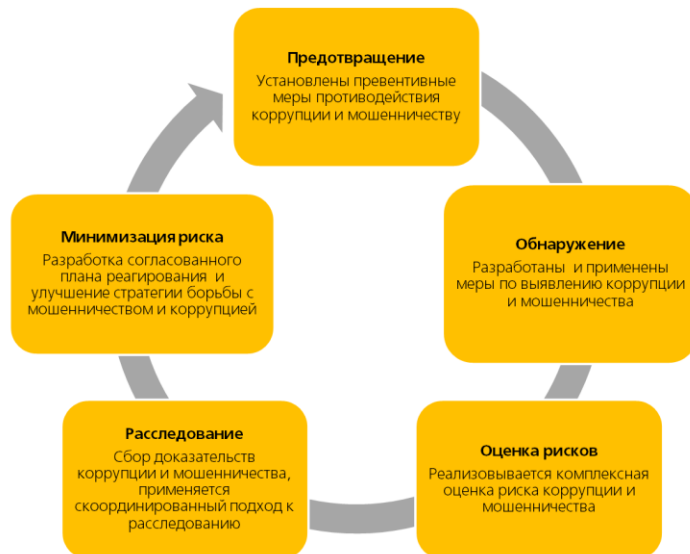 Предотвращение
Установлены превентивные
меры противодействия
коррупции и мошенничеству
Обнаружение
Разработаны и применены
меры по выявлению коррупции
и мошенничества
Оценка рисков
Реализовывается комплексная
оценка риска коррупции и
мошенничества
Расследование
Сбор доказательств
коррупции и мошенничества,
применяется
скоординированный подход к
расследованию
Минимизация риска
Разработка согласованного
плана реагирования и
улучшение стратегии борьбы с
мошенничеством и коррупцией